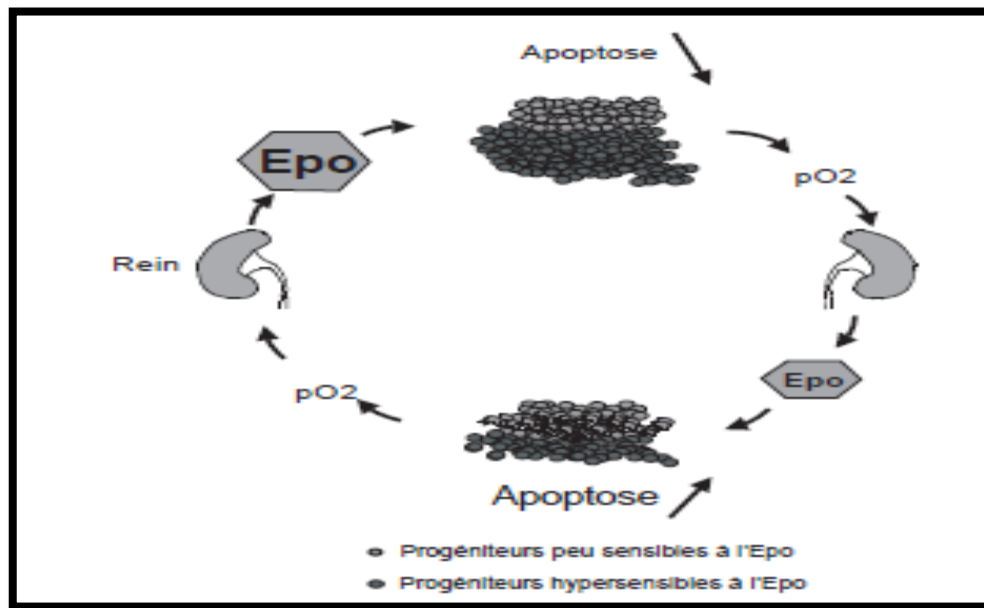 Apoptose
Epo
pO2
Rein
pO2
Epo
Apoptose
Progéniteurs peu sensibles à l'Epo
Progéniteurs hypersensibles à l'Epo